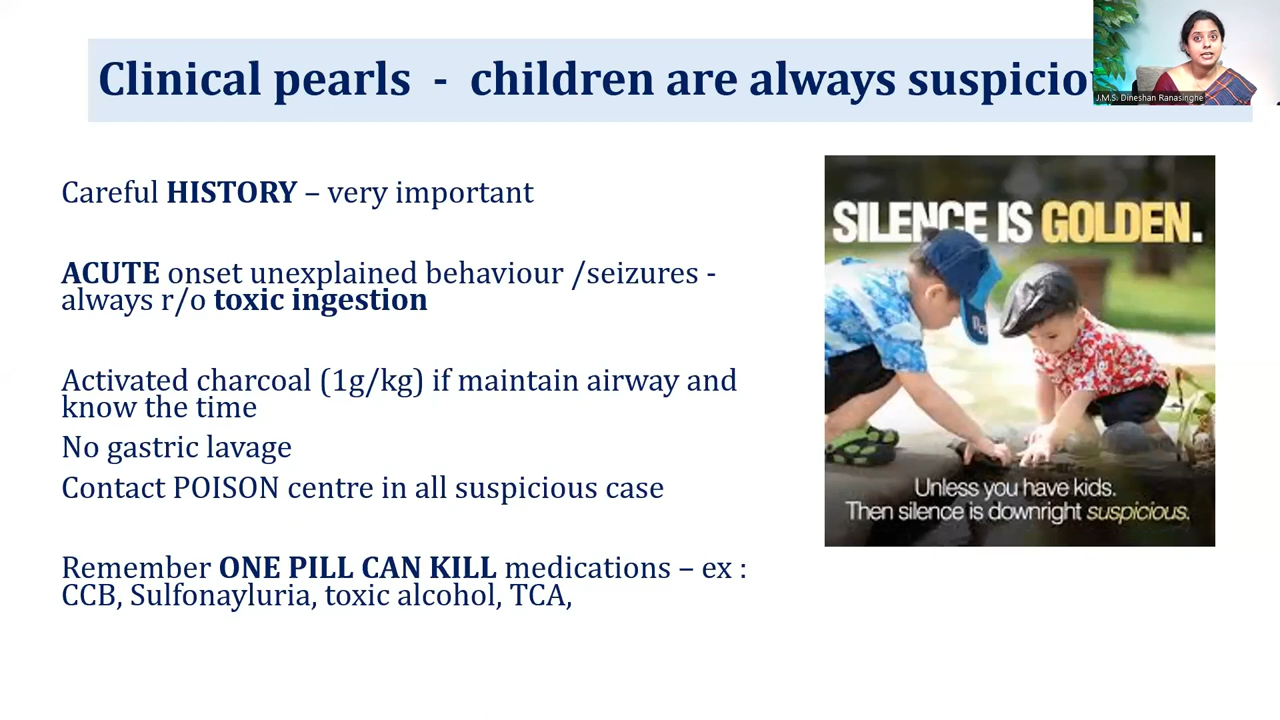 Clinical pearls - children are always suspicio
J.M.S. Dineshan Ranasinghe
Careful HISTORY – very important
ACUTE onset unexplained behaviour /seizures -
always r/o toxic ingestion
Activated charcoal (1g/kg) if maintain airway and
know the time
No gastric lavage
Contact POISON centre in all suspicious case
Remember ONE PILL CAN KILL medications – ex :
CCB, Sulfonayluria, toxic alcohol, TCA,
SILENCE IS GOLDEN.
Unless you have kids.
Then silence is downright suspicious.